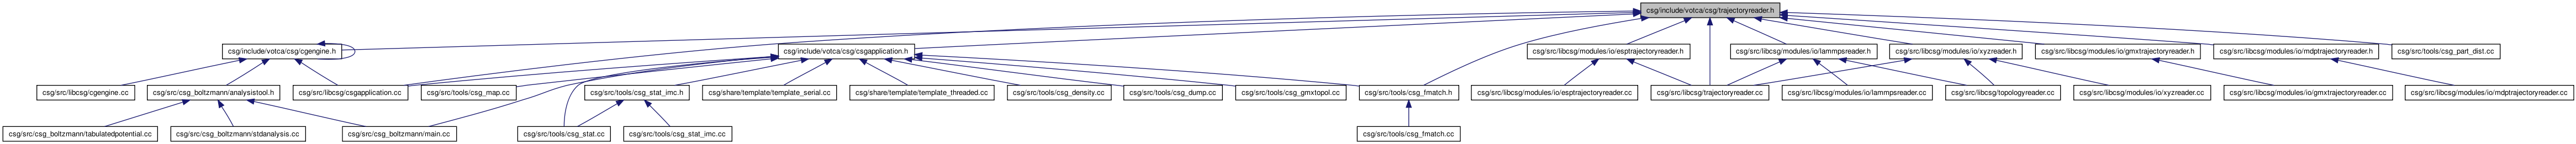 csg/include/votca/csg/trajectoryreader.h
csg/include/votca/csg/cgengine.h
csg/include/votca/csg/csgapplication.h
csg/src/libcsg/modules/io/esptrajectoryreader.h
csg/src/libcsg/modules/io/lammpsreader.h
csg/src/libcsg/modules/io/xyzreader.h
csg/src/libcsg/modules/io/gmxtrajectoryreader.h
csg/src/libcsg/modules/io/mdptrajectoryreader.h
csg/src/tools/csg_part_dist.cc
csg/src/libcsg/cgengine.cc
csg/src/csg_boltzmann/analysistool.h
csg/src/libcsg/csgapplication.cc
csg/src/tools/csg_map.cc
csg/src/tools/csg_stat_imc.h
csg/share/template/template_serial.cc
csg/share/template/template_threaded.cc
csg/src/tools/csg_density.cc
csg/src/tools/csg_dump.cc
csg/src/tools/csg_gmxtopol.cc
csg/src/tools/csg_fmatch.h
csg/src/libcsg/modules/io/esptrajectoryreader.cc
csg/src/libcsg/trajectoryreader.cc
csg/src/libcsg/modules/io/lammpsreader.cc
csg/src/libcsg/topologyreader.cc
csg/src/libcsg/modules/io/xyzreader.cc
csg/src/libcsg/modules/io/gmxtrajectoryreader.cc
csg/src/libcsg/modules/io/mdptrajectoryreader.cc
csg/src/csg_boltzmann/tabulatedpotential.cc
csg/src/csg_boltzmann/stdanalysis.cc
csg/src/csg_boltzmann/main.cc
csg/src/tools/csg_stat.cc
csg/src/tools/csg_stat_imc.cc
csg/src/tools/csg_fmatch.cc